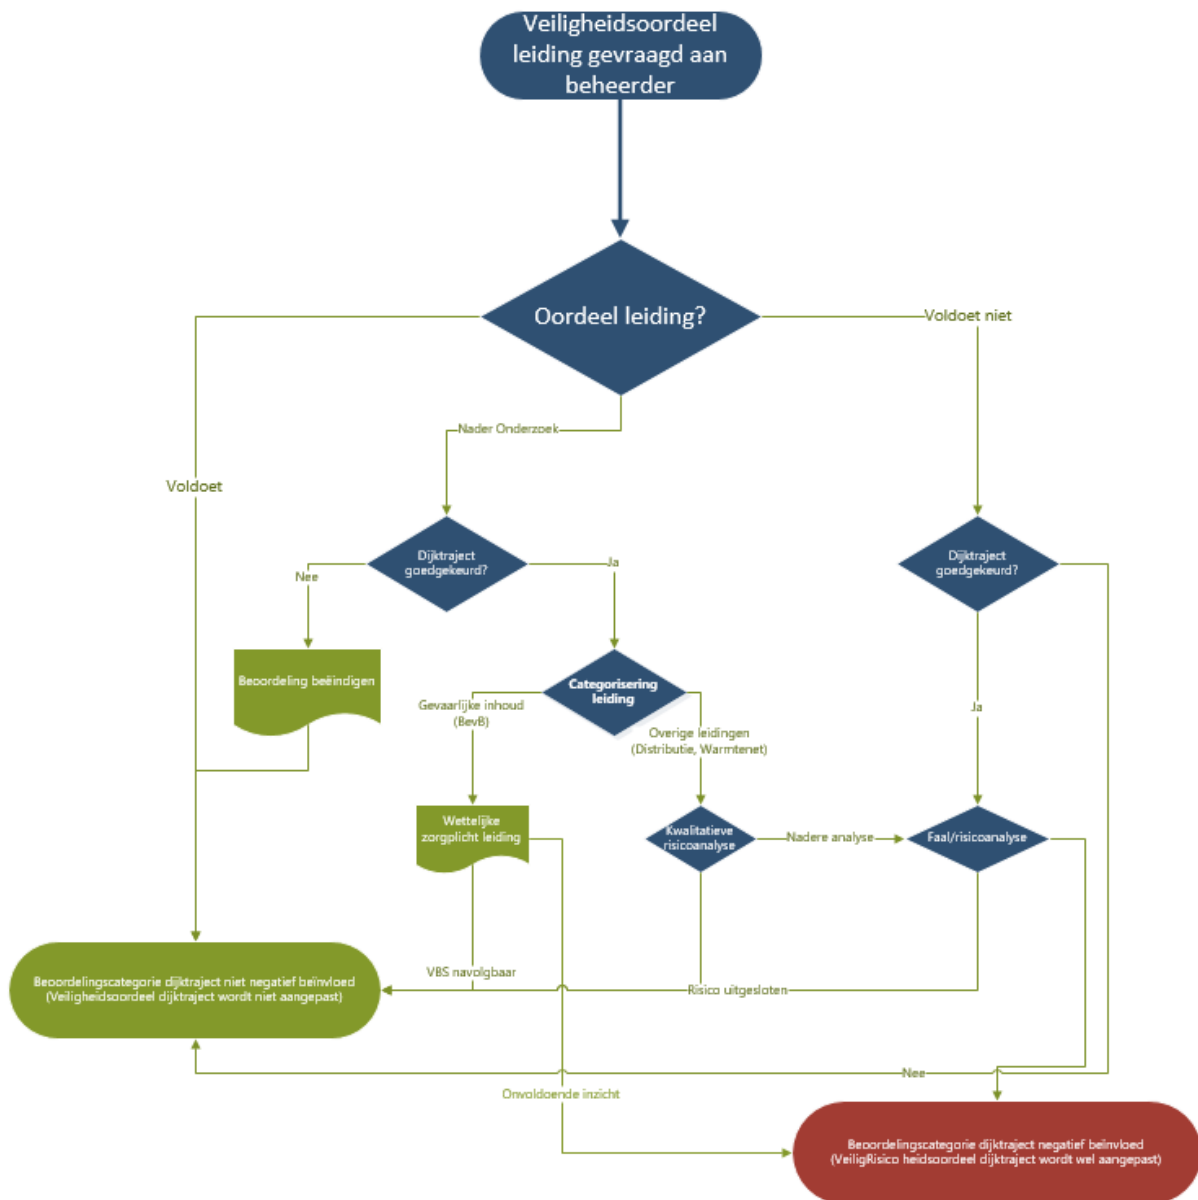 Veiligheidsoordeel
leiding gevraagd aan
beheerder
Oordeel leiding?
Voldoet niet
Nader Onderzoek
Voldoet
Dijktraject
goedgekeurd?
Dijktraject
goedgekeurd?
Nee
Ja
Beoordeling beëindigen
Categorisering
leiding
Gevaarlijke inhoud
(BevB)
Ja
Overige leidingen
(Distributie, Warmtenet)
Wettelijke
zorgplicht leiding
Kwalitatieve
risicoanalyse
Nadere analyse
Faal/risicoanalyse
VBS navolgbaar
Beoordelingscategorie dijktraject niet negatief beïnvloed
(Veiligheidsoordeel dijktraject wordt niet aangepast)
Risico uitgesloten
Nee
Onvoldoende inzicht
Beoordelingscategorie dijktraject negatief beïnvloed
(VeiligRisico heidsoordeel dijktraject wordt wel aangepast)